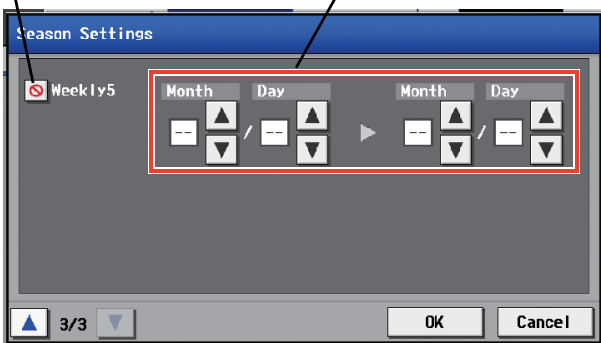 Season Settings
Weekly5 Month Day Month Day
-- / -- -- / --
3/3 OK Cancel